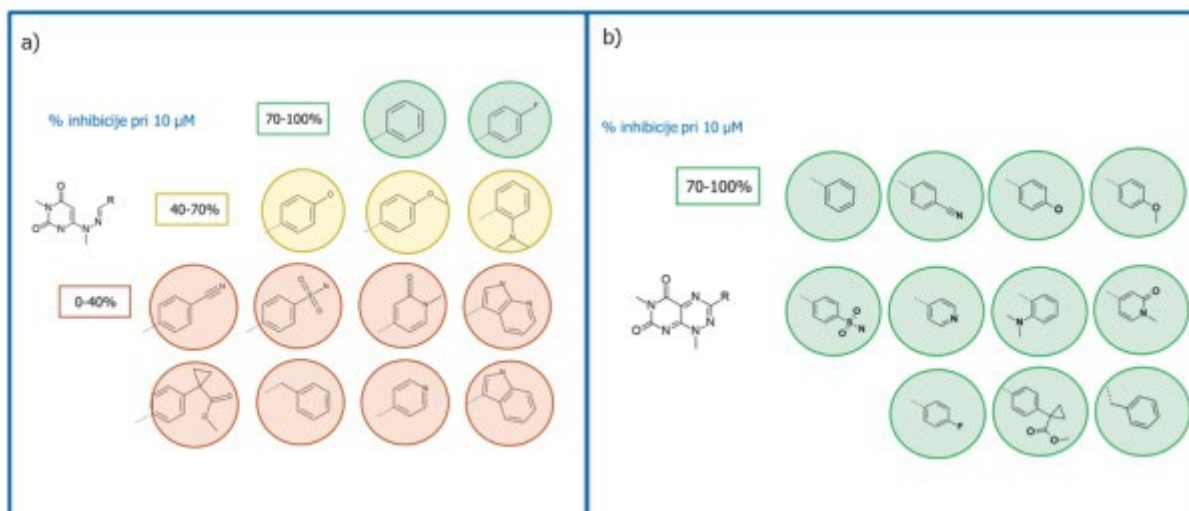 a)
% inhibicije pri 10 µM
70-100%
40-70%
0-40%
b)
% inhibicije pri 10 µM
70-100%